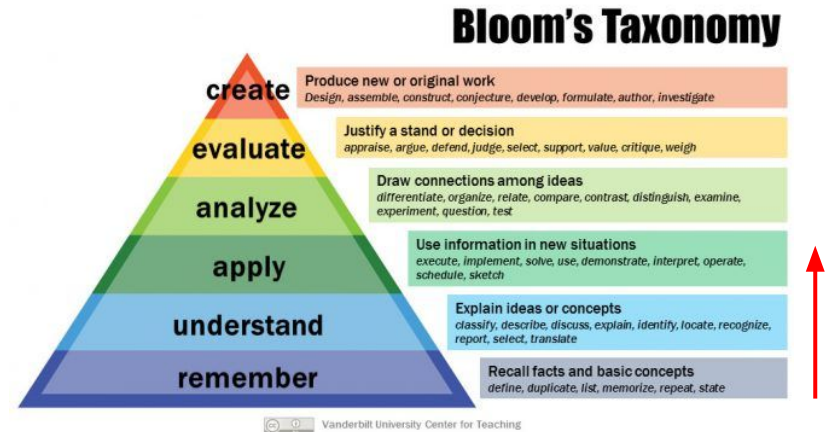 Bloom's Taxonomy
create
Produce new or original work
Design, assemble, construct, conjecture, develop, formulate, author, investigate
evaluate
Justify a stand or decision
appraise, argue, defend, judge, select, support, value, critique, weigh
analyze
Draw connections among ideas
differentiate, organize, relate, compare, contrast, distinguish, examine,
experiment, question, test
apply
Use information in new situations
execute, implement, solve, use, demonstrate, interpret, operate,
schedule, sketch
understand
Explain ideas or concepts
classify, describe, discuss, explain, identify, locate, recognize,
report, select, translate
remember
Recall facts and basic concepts
define, duplicate, list, memorize, repeat, state
Vanderbilt University Center for Teaching